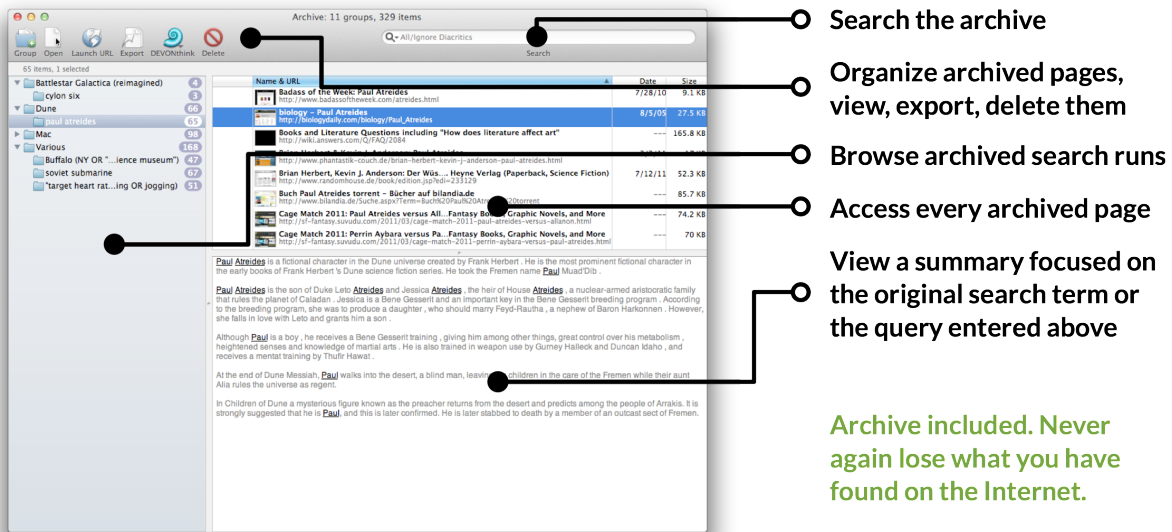 Archive: 11 groups, 329 items
Group Open Launch URL Export DEVONthink Delete
All/Ignore Diacritics
Search
65 items, 1 selected
Battlestar Galactica (reimagined) 4
cylon six 3
Dune 66
paul atreides 65
Mac 98
Various 168
Buffalo (NY OR "...ience museum") 47
soviet submarine 67
"target heart rat...ing OR jogging) 51
Name & URL Date Size
Badass of the Week: Paul Atreides 7/28/10 9.1 KB
http://www.badassoftheweek.com/atreides.html
biology – Paul Atreides 8/5/05 27.5 KB
http://biologydaily.com/biology/Paul_Atreides
Books and Literature Questions including "How does literature affect art" --- 165.8 KB
http://wiki.answers.com/Q/FAQ/2084
http://www.phantastik-couch.de/brian-herbert-kevin-j-anderson-paul-atreides.html
Brian Herbert, Kevin J. Anderson: Der Wüs.... Heyne Verlag (Paperback, Science Fiction) 7/12/11 52.3 KB
http://www.randomhouse.de/book/edition.jsp?edi=233129
Buch Paul Atreides torrent – Bücher auf bilandia.de --- 85.7 KB
http://www.bilandia.de/Suche.aspx?Term=Buch%20Paul%20Atr %20torrent
Cage Match 2011: Paul Atreides versus All...Fantasy Books, Graphic Novels, and More --- 74.2 KB
http://sf-fantasy.suvudu.com/2011/03/cage-match-2011-paul-atreides-versus-allanon.html
Cage Match 2011: Perrin Aybara versus Pa...Fantasy Books, Graphic Novels, and More --- 70 KB
http://sf-fantasy.suvudu.com/2011/03/cage-match-2011-perrin-aybara-versus-paul-atreides.html
Paul Atreides is a fictional character in the Dune universe created by Frank Herbert . He is the most prominent fictional character in
the early books of Frank Herbert 's Dune science fiction series. He took the Fremen name Paul Muad'Dib .
Paul Atreides is the son of Duke Leto Atreides and Jessica Atreides , the heir of House Atreides , a nuclear-armed aristocratic family
that rules the planet of Caladan . Jessica is a Bene Gesserit and an important key in the Bene Gesserit breeding program . According
to the breeding program, she was to produce a daughter , who should marry Feyd-Rautha , a nephew of Baron Harkonnen . However,
she falls in love with Leto and grants him a son .
Although Paul is a boy , he receives a Bene Gesserit training , giving him among other things, great control over his metabolism ,
heightened senses and knowledge of martial arts . He is also trained in weapon use by Gurney Halleck and Duncan Idaho , and
receives a mentat training by Thufir Hawat .
At the end of Dune Messiah, Paul walks into the desert, a blind man, leaving children in the care of the Fremen while their aunt
Alia rules the universe as regent.
In Children of Dune a mysterious figure known as the preacher returns from the desert and predicts among the people of Arrakis. It is
strongly suggested that he is Paul, and this is later confirmed. He is later stabbed to death by a member of an outcast sect of Fremen.
Search the archive
Organize archived pages,
view, export, delete them
Browse archived search runs
Access every archived page
View a summary focused on
the original search term or
the query entered above
Archive included. Never
again lose what you have
found on the Internet.